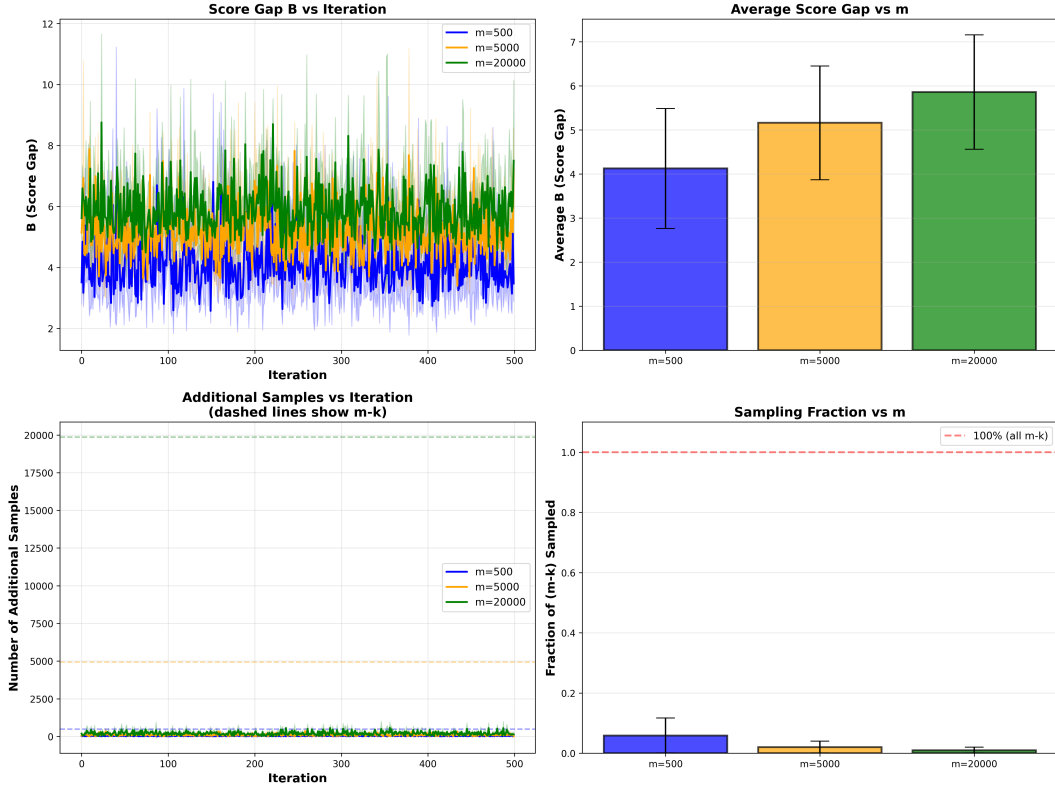 Score Gap B vs Iteration
12
10
8
6
4
2
B (Score Gap)
m=500
m=5000
m=20000
0
100
200
300
400
500
Iteration
Average Score Gap vs m
7
6
5
4
3
2
1
0
Average B (Score Gap)
m=500
m=5000
m=20000
Additional Samples vs Iteration
(dashed lines show m-k)
20000
17500
15000
12500
10000
7500
5000
2500
0
Number of Additional Samples
m=500
m=5000
m=20000
0
100
200
300
400
500
Iteration
Sampling Fraction vs m
1.0
0.8
0.6
0.4
0.2
0.0
Fraction of (m-k) Sampled
100% (all m-k)
m=500
m=5000
m=20000